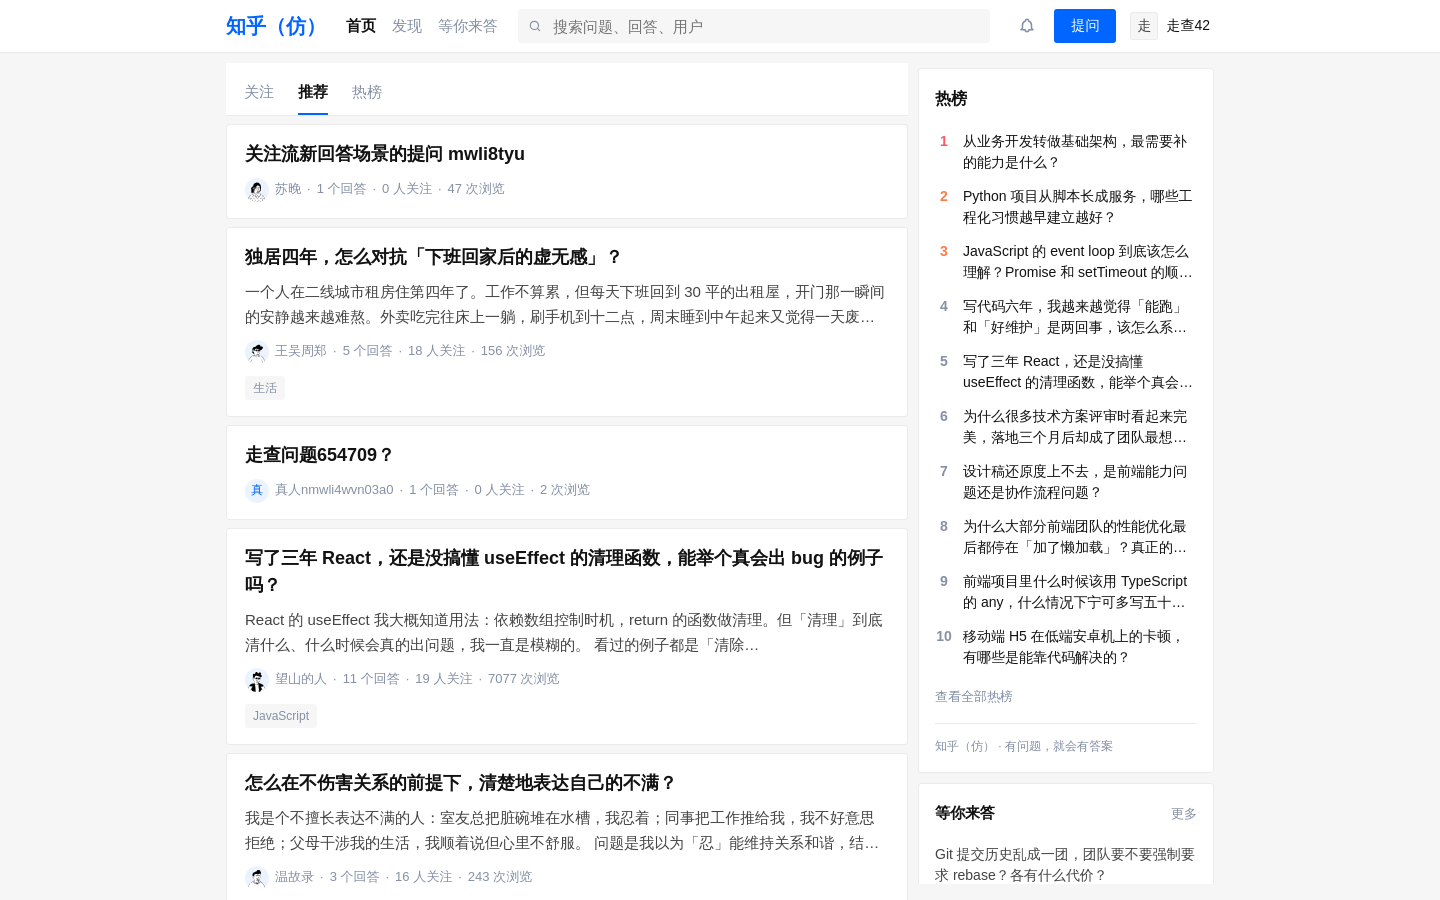 知乎（仿） 首页 发现 等你来答 搜索问题、回答、用户 提问 走 走查42
关注 推荐 热榜
关注流新回答场景的提问 mwli8tyu
苏晚 · 1 个回答 · 0 人关注 · 47 次浏览
独居四年，怎么对抗「下班回家后的虚无感」？
一个人在二线城市租房住第四年了。工作不算累，但每天下班回到 30 平的出租屋，开门那一瞬间
的安静越来越难熬。外卖吃完往床上一躺，刷手机到十二点，周末睡到中午起来又觉得一天废…
王吴周郑 · 5 个回答 · 18 人关注 · 156 次浏览
生活
走查问题654709？
真 真人nmwli4wvn03a0 · 1 个回答 · 0 人关注 · 2 次浏览
写了三年 React，还是没搞懂 useEffect 的清理函数，能举个真会出 bug 的例子
吗？
React 的 useEffect 我大概知道用法：依赖数组控制时机，return 的函数做清理。但「清理」到底
清什么、什么时候会真的出问题，我一直是模糊的。 看过的例子都是「清除…
望山的人 · 11 个回答 · 19 人关注 · 7077 次浏览
JavaScript
怎么在不伤害关系的前提下，清楚地表达自己的不满？
我是个不擅长表达不满的人：室友总把脏碗堆在水槽，我忍着；同事把工作推给我，我不好意思
拒绝；父母干涉我的生活，我顺着说但心里不舒服。 问题是我以为「忍」能维持关系和谐，结…
温故录 · 3 个回答 · 16 人关注 · 243 次浏览
热榜
1 从业务开发转做基础架构，最需要补
的能力是什么？
2 Python 项目从脚本长成服务，哪些工
程化习惯越早建立越好？
3 JavaScript 的 event loop 到底该怎么
理解？Promise 和 setTimeout 的顺…
4 写代码六年，我越来越觉得「能跑」
和「好维护」是两回事，该怎么系…
5 写了三年 React，还是没搞懂
useEffect 的清理函数，能举个真会…
6 为什么很多技术方案评审时看起来完
美，落地三个月后却成了团队最想…
7 设计稿还原度上不去，是前端能力问
题还是协作流程问题？
8 为什么大部分前端团队的性能优化最
后都停在「加了懒加载」？真正的…
9 前端项目里什么时候该用 TypeScript
的 any，什么情况下宁可多写五十…
10 移动端 H5 在低端安卓机上的卡顿，
有哪些是能靠代码解决的？
查看全部热榜
知乎（仿） · 有问题，就会有答案
等你来答 更多
Git 提交历史乱成一团，团队要不要强制要
求 rebase？各有什么代价？